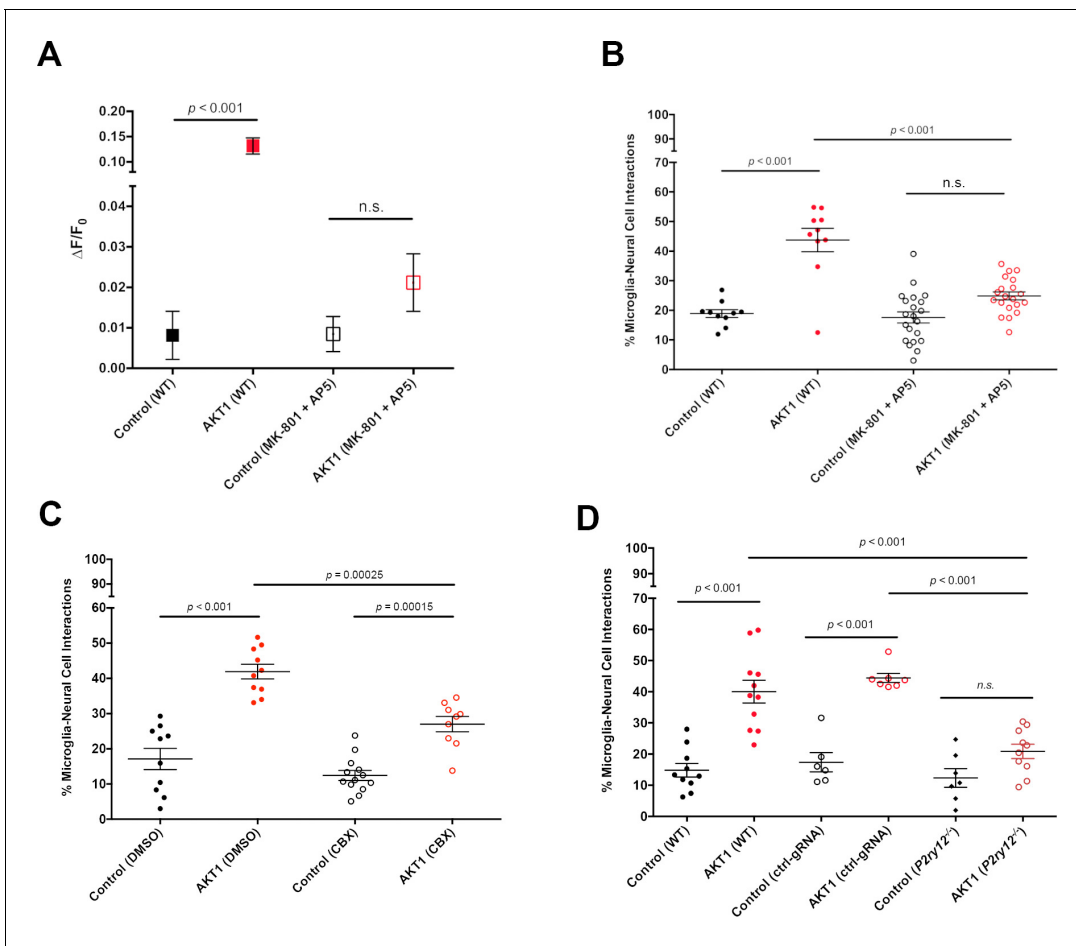 A
p < 0.001
0.20
0.15
0.10
0.04
0.03
0.02
0.01
0.00
n.s.
ΔF/F0
Control (WT)
AKT1 (WT)
Control (MK-801 + AP5)
AKT1 (MK-801 + AP5)
B
100
90
70
60
50
40
30
20
10
0
p < 0.001
p < 0.001
n.s.
% Microglia-Neural Cell Interactions
Control (WT)
AKT1 (WT)
Control (MK-801 + AP5)
AKT1 (MK-801 + AP5)
C
100
90
60
50
40
30
20
10
0
p = 0.00025
p < 0.001
p = 0.00015
% Microglia-Neural Cell Interactions
Control (DMSO)
AKT1 (DMSO)
Control (CBX)
AKT1 (CBX)
D
100
90
70
60
50
40
30
20
10
0
p < 0.001
p < 0.001
p < 0.001
p < 0.001
n.s.
% Microglia-Neural Cell Interactions
Control (WT)
AKT1 (WT)
Control (ctrl-gRNA)
AKT1 (ctrl-gRNA)
Control (P2ry12-/-)
AKT1 (P2ry12-/-)